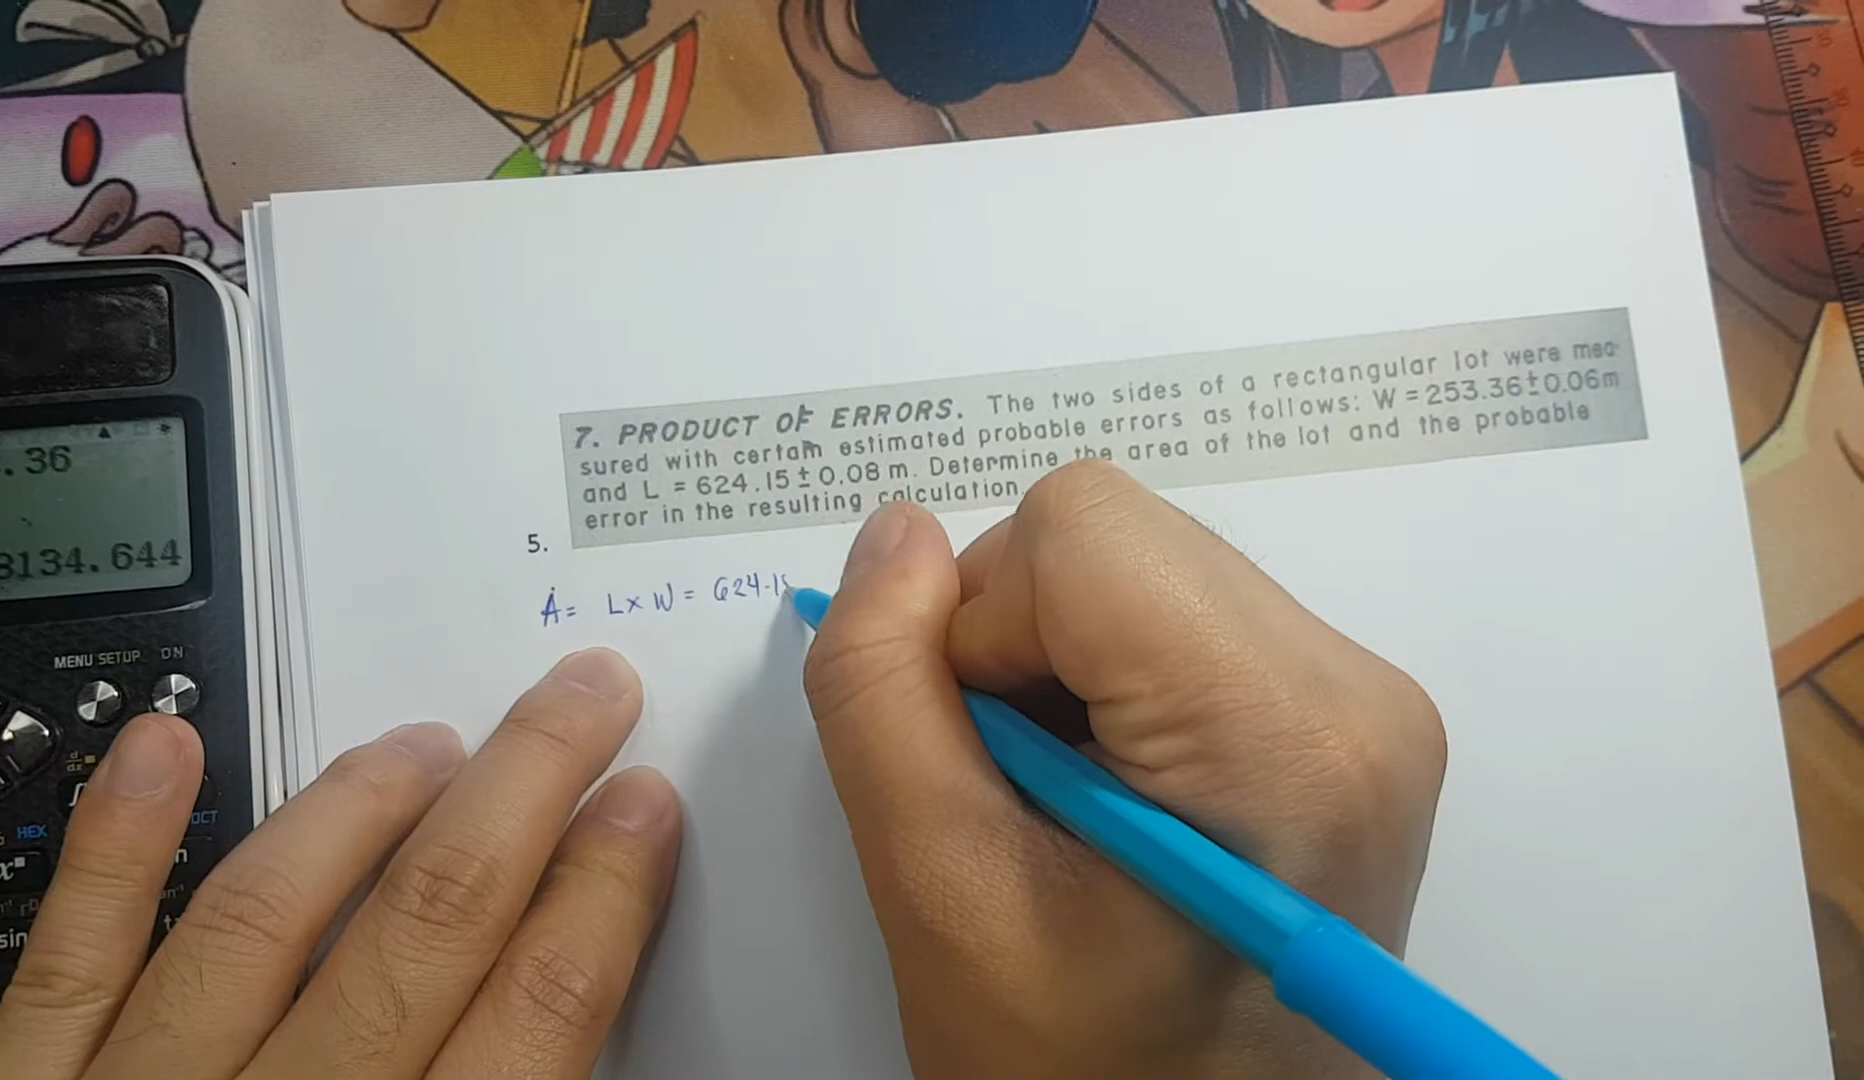 7. PRODUCT OF ERRORS. The two sides of a rectangular lot were mea-
sured with certain estimated probable errors as follows: W = 253.36±0.06m
and L = 624.15±0.08 m. Determine the area of the lot and the probable
error in the resulting calculation.
5.
A = L x W = 624.15
.36
3134.644
MENU SETUP ON
HEX
OCT
sin